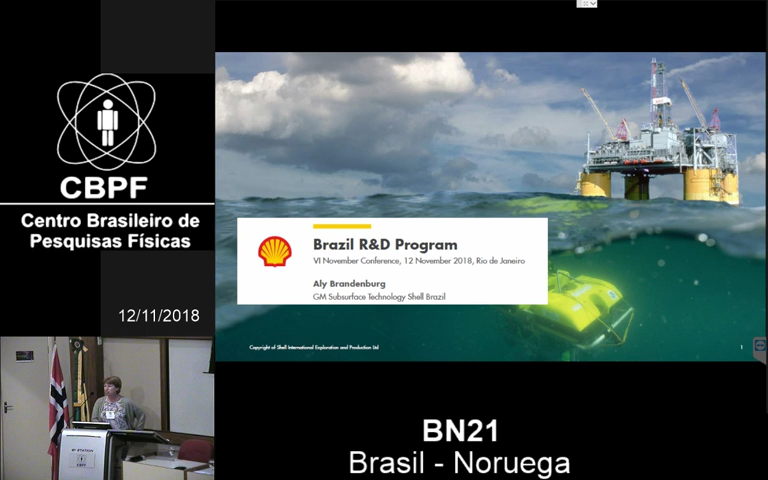 CBPF
Centro Brasileiro de
Pesquisas Físicas
12/11/2018
Brazil R&D Program
VI November Conference, 12 November 2018, Rio de Janeiro
Aly Brandenburg
GM Subsurface Technology Shell Brazil
Copyright of Shell International Exploration and Production Ltd
1
CBPF
BN21
Brasil - Noruega